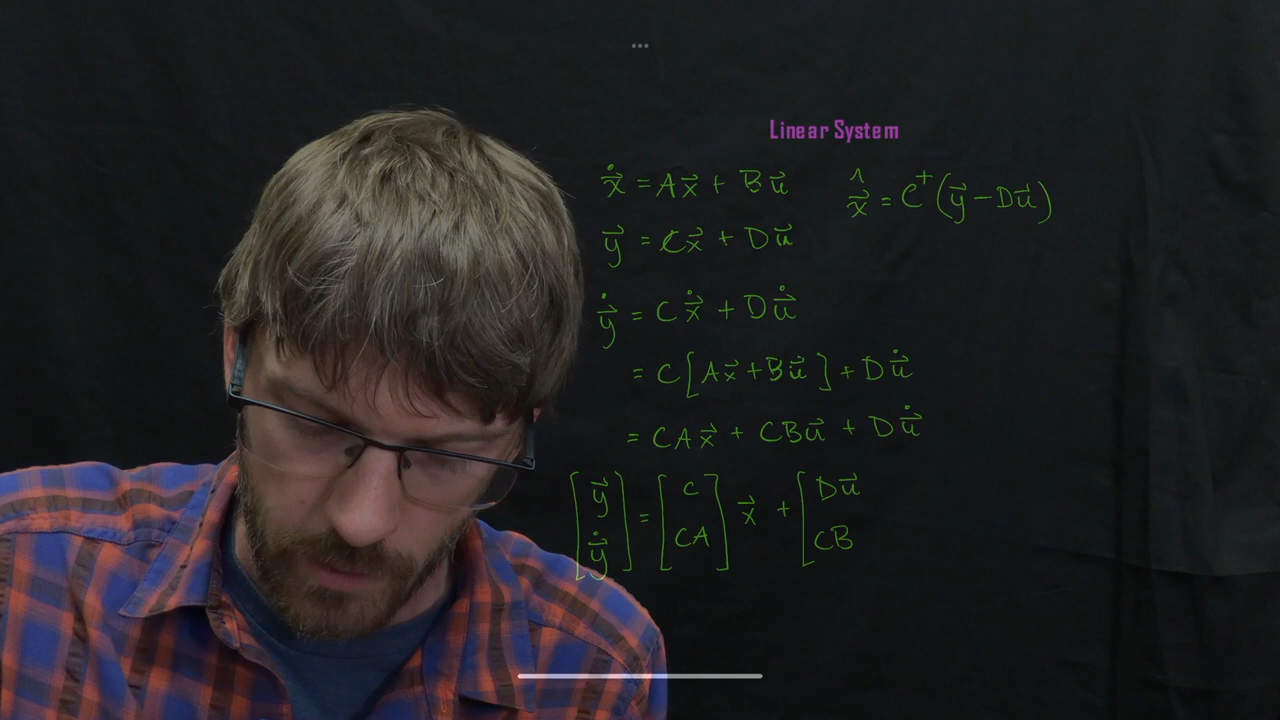 Linear System
ẋ⃗ = Ax⃗ + Bu⃗
x⃗̂ = C⁺(y⃗ − Du⃗)
y⃗ = Cx⃗ + Du⃗
ẏ⃗ = Cẋ⃗ + Du̇⃗
= C[Ax⃗ + Bu⃗] + Du̇⃗
= CAx⃗ + CBu⃗ + Du̇⃗
[y⃗ ẏ⃗] = [C CA] x⃗ + [Du⃗ CB